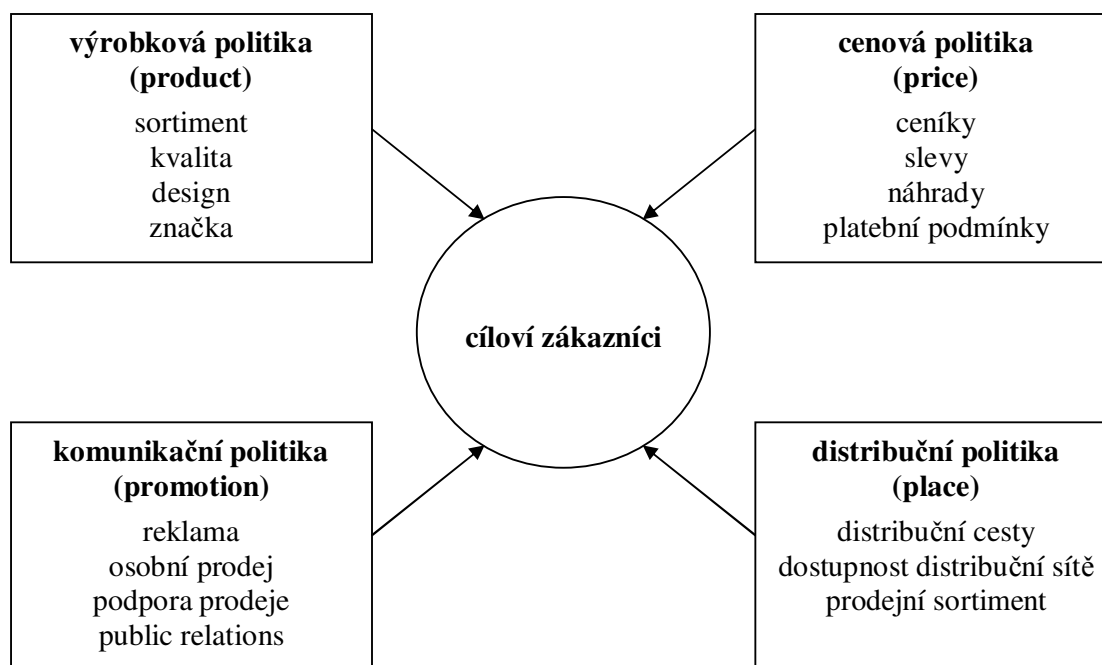 výrobková politika
(product)
sortiment
kvalita
design
značka
cenová politika
(price)
ceníky
slevy
náhrady
platební podmínky
cíloví zákazníci
komunikační politika
(promotion)
reklama
osobní prodej
podpora prodeje
public relations
distribuční politika
(place)
distribuční cesty
dostupnost distribuční sítě
prodejní sortiment